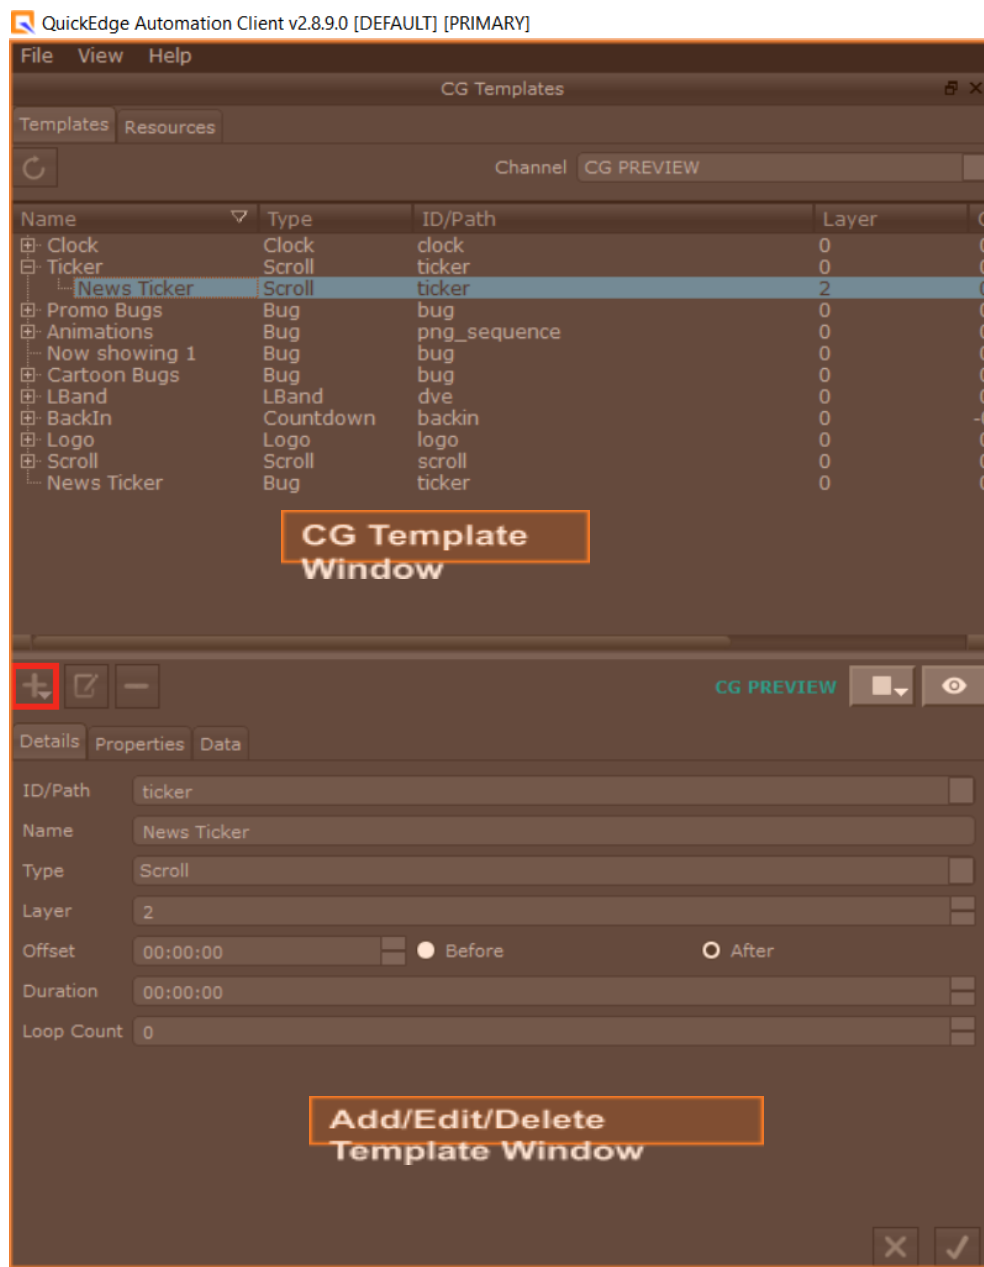 QuickEdge Automation Client v2.8.9.0 [DEFAULT] [PRIMARY]
File View Help
CG Templates
Templates Resources
Channel CG PREVIEW
Name Type ID/Path Layer
Clock Clock clock 0
Ticker Scroll ticker 0
News Ticker Scroll ticker 2
Promo Bugs Bug bug 0
Animations Bug png_sequence 0
Now showing 1 Bug bug 0
Cartoon Bugs Bug bug 0
LBand LBand dve 0
BackIn Countdown backin 0
Logo Logo logo 0
Scroll Scroll scroll 0
News Ticker Bug ticker 0
CG Template
Window
CG PREVIEW
Details Properties Data
ID/Path ticker
Name News Ticker
Type Scroll
Layer 2
Offset 00:00:00 Before After
Duration 00:00:00
Loop Count 0
Add/Edit/Delete
Template Window